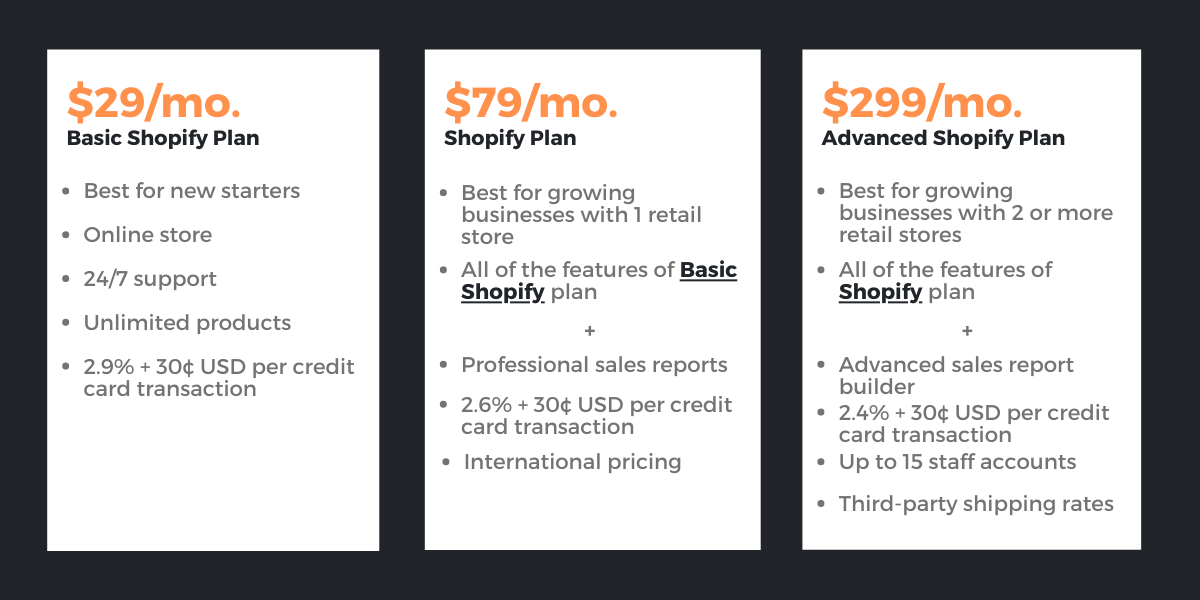 $29/mo.
Basic Shopify Plan
• Best for new starters
• Online store
• 24/7 support
• Unlimited products
• 2.9% + 30¢ USD per credit
card transaction
$79/mo.
Shopify Plan
• Best for growing
businesses with 1 retail
store
• All of the features of Basic
Shopify plan
+
• Professional sales reports
• 2.6% + 30¢ USD per credit
card transaction
• International pricing
$299/mo.
Advanced Shopify Plan
• Best for growing
businesses with 2 or more
retail stores
• All of the features of
Shopify plan
+
• Advanced sales report
builder
• 2.4% + 30¢ USD per credit
card transaction
• Up to 15 staff accounts
• Third-party shipping rates